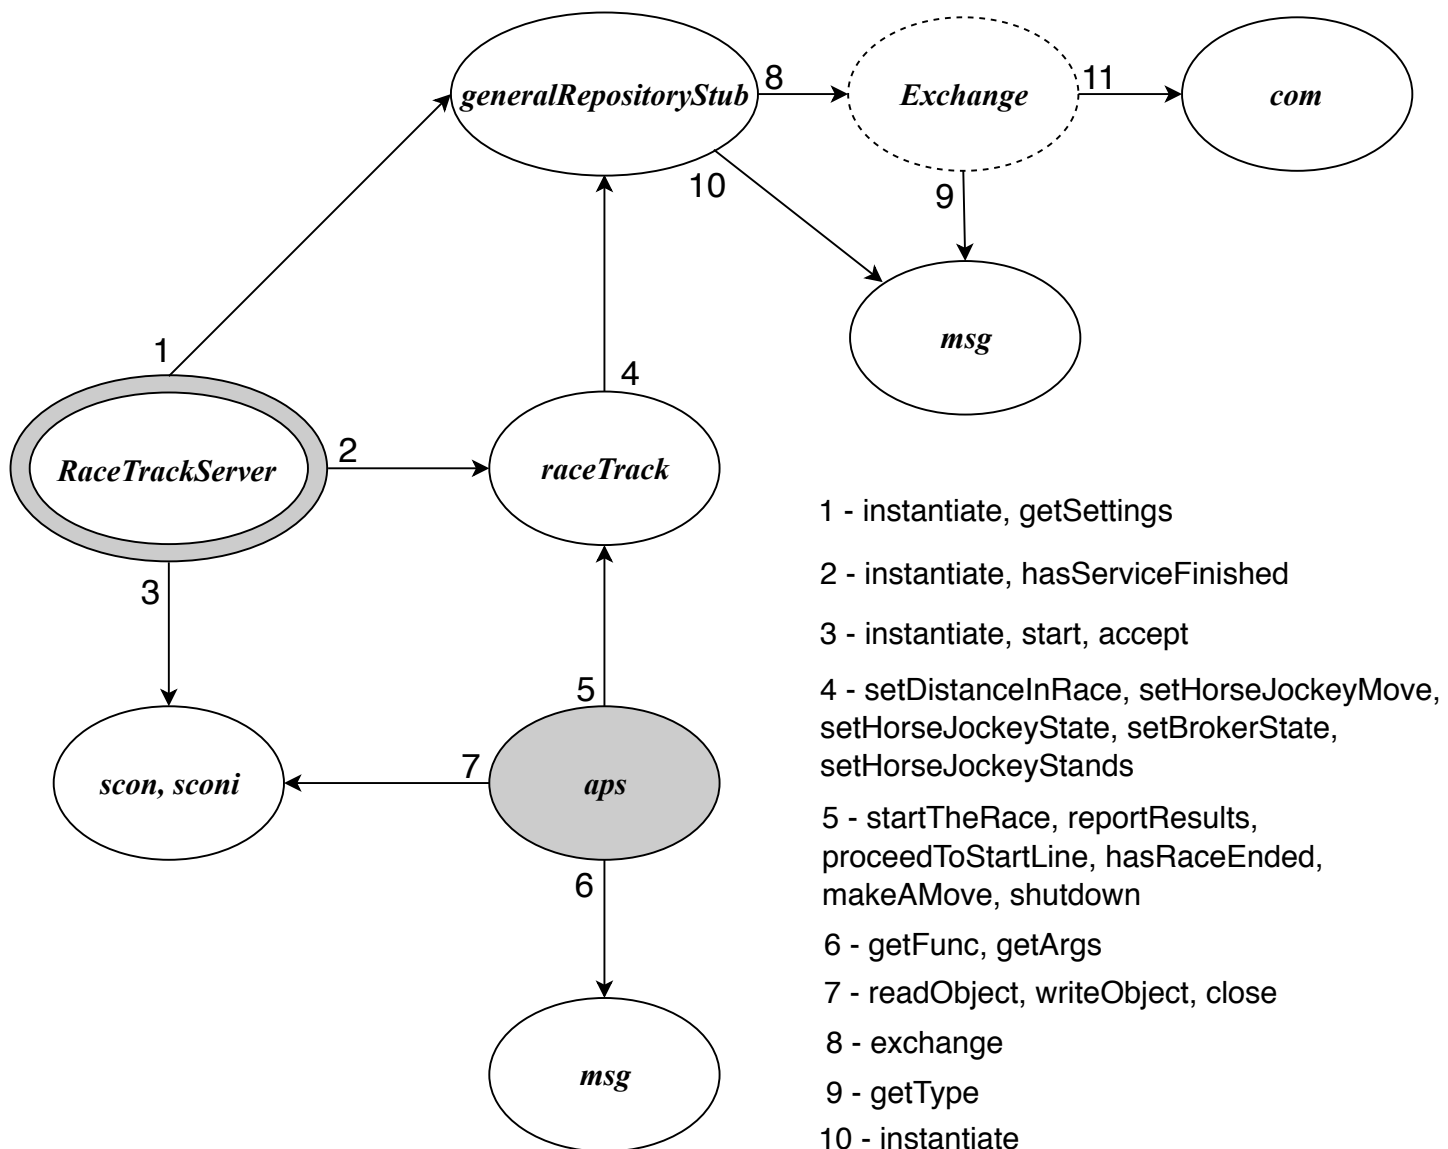 generalRepositoryStub
8
Exchange
11
com
10
9
msg
1
4
RaceTrackServer
2
raceTrack
3
5
scon, sconi
7
aps
6
msg
1 - instantiate, getSettings
2 - instantiate, hasServiceFinished
3 - instantiate, start, accept
4 - setDistanceInRace, setHorseJockeyMove,
setHorseJockeyState, setBrokerState,
setHorseJockeyStands
5 - startTheRace, reportResults,
proceedToStartLine, hasRaceEnded,
makeAMove, shutdown
6 - getFunc, getArgs
7 - readObject, writeObject, close
8 - exchange
9 - getType
10 - instantiate